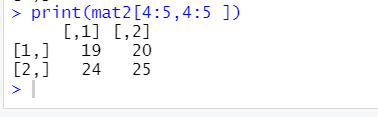 > print(mat2[4:5,4:5 ])
     [,1] [,2]
[1,]   19   20
[2,]   24   25
>